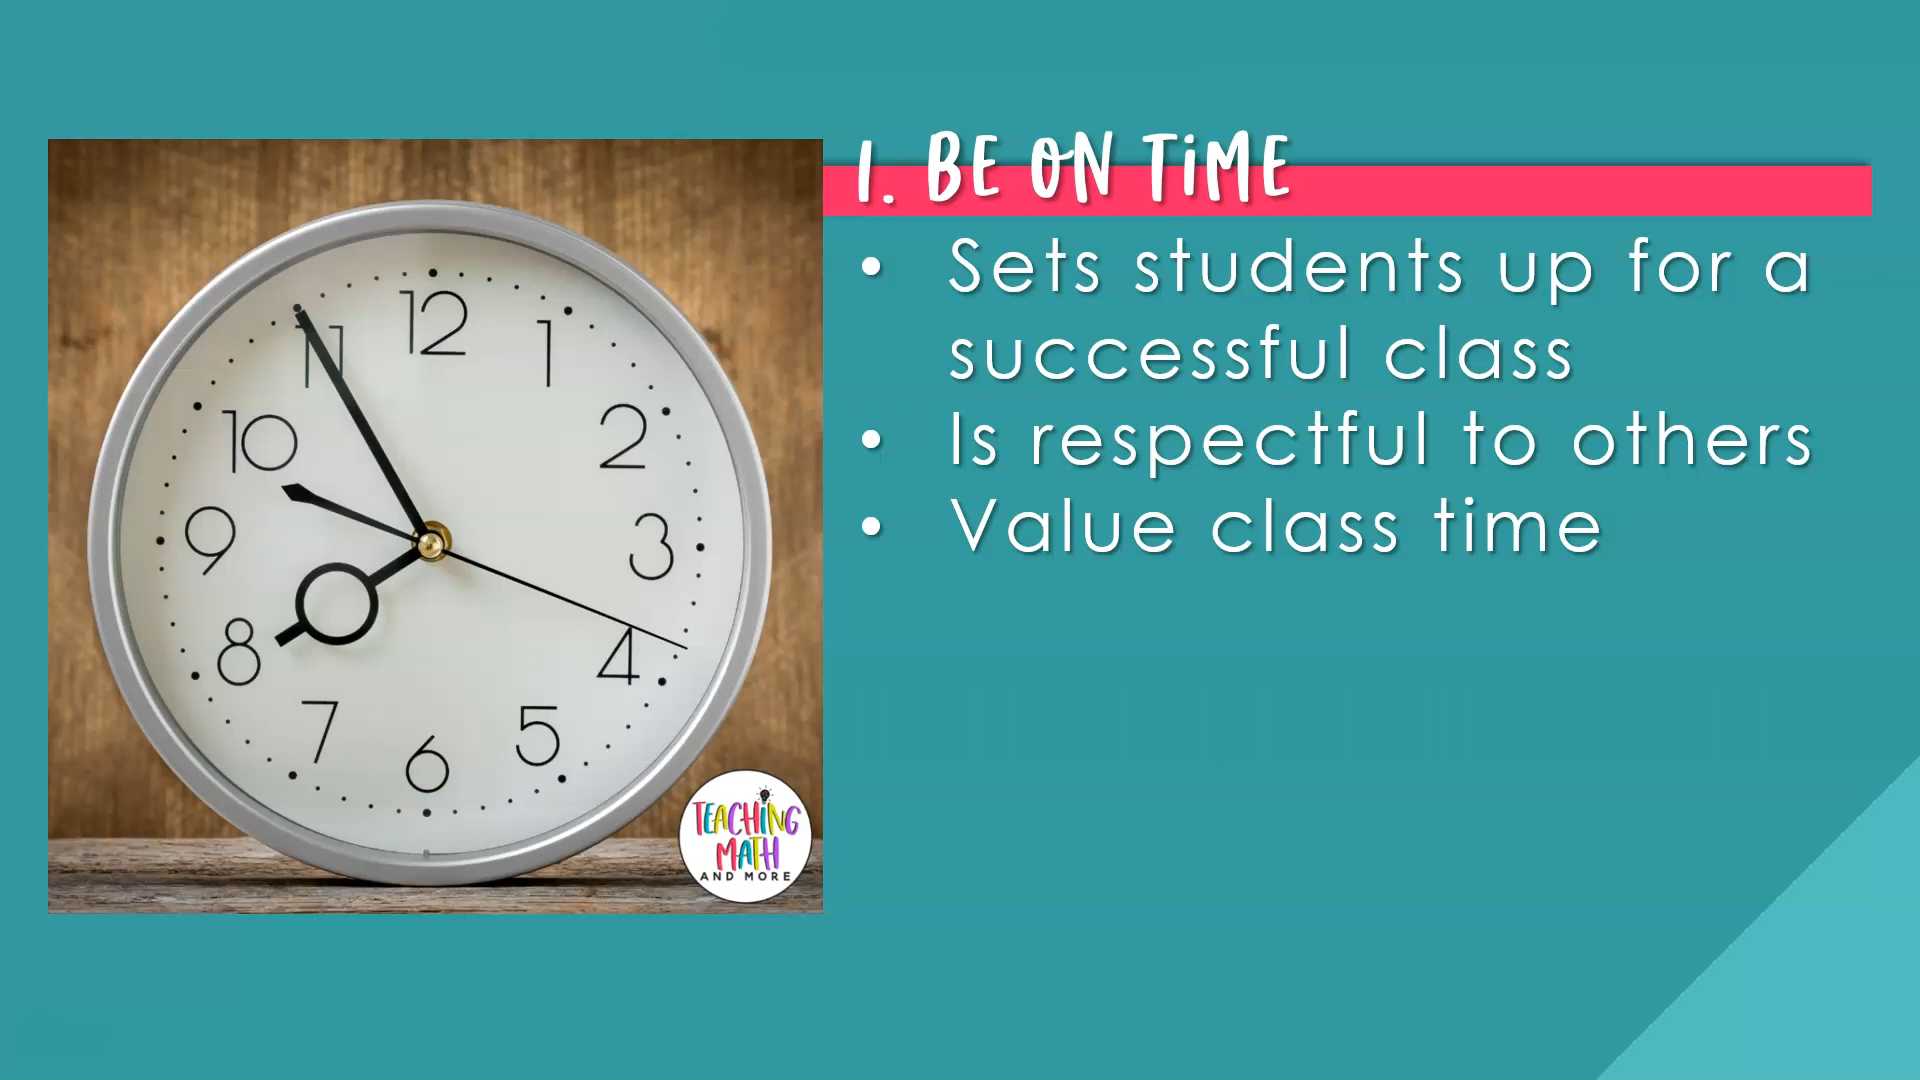 1. BE ON TiME
• Sets students up for a
successful class
• Is respectful to others
• Value class time
12
1
2
3
4
5
6
7
8
9
10
11
TEACHiNG
MATH
AND MORE